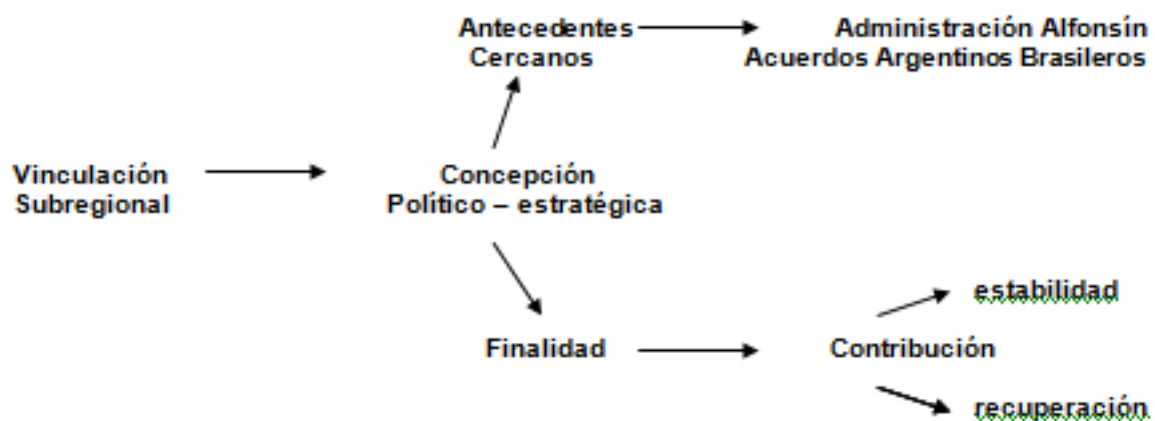 Antecedentes
Cercanos
Administración Alfonsín
Acuerdos Argentinos Brasileros
Vinculación
Subregional
Concepción
Político – estratégica
estabilidad
Finalidad
Contribución
recuperación